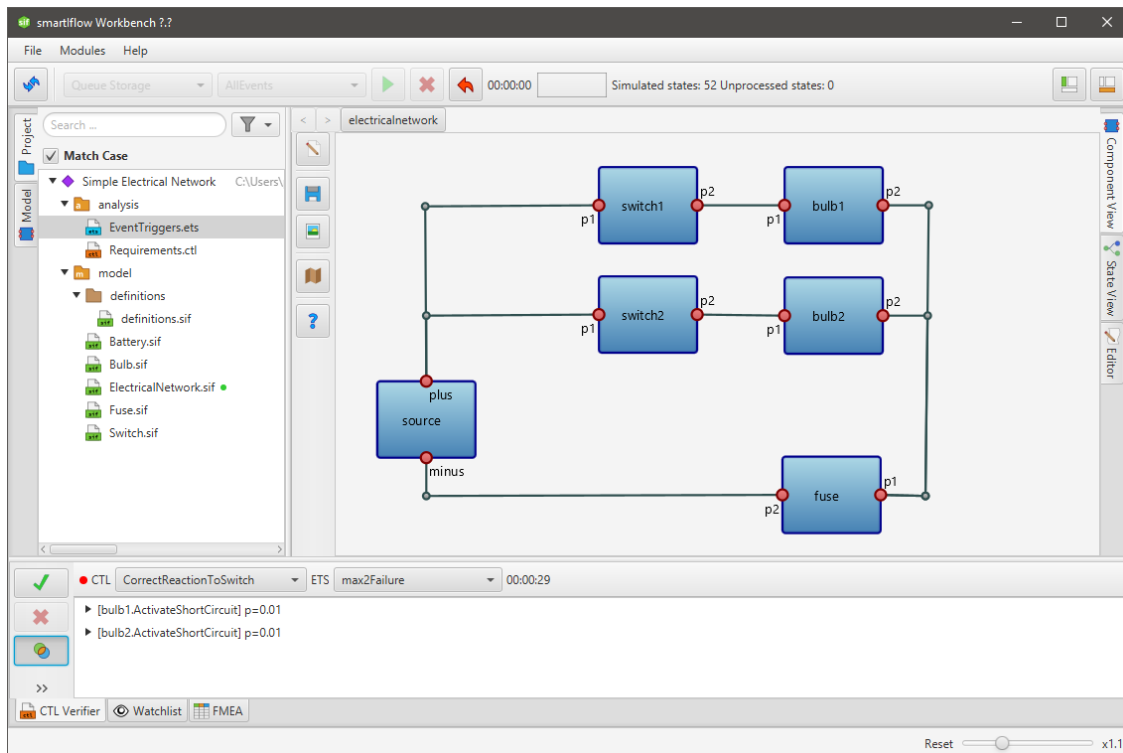 smartIflow Workbench ?.?
File Modules Help
Queue Storage AllEvents 00:00:00 Simulated states: 52 Unprocessed states: 0
Project
Model
Search ...
Match Case
Simple Electrical Network C:\Users\
analysis
EventTriggers.ets
Requirements.ctl
model
definitions
definitions.sif
Battery.sif
Bulb.sif
ElectricalNetwork.sif
Fuse.sif
Switch.sif
electricalnetwork
p1 switch1 p2 p1 bulb1 p2
p1 switch2 p2 p1 bulb2 p2
plus
source
minus
p2 fuse p1
Component View
State View
Editor
CTL CorrectReactionToSwitch ETS max2Failure 00:00:29
[bulb1.ActivateShortCircuit] p=0.01
[bulb2.ActivateShortCircuit] p=0.01
CTL Verifier Watchlist FMEA
Reset x1.1